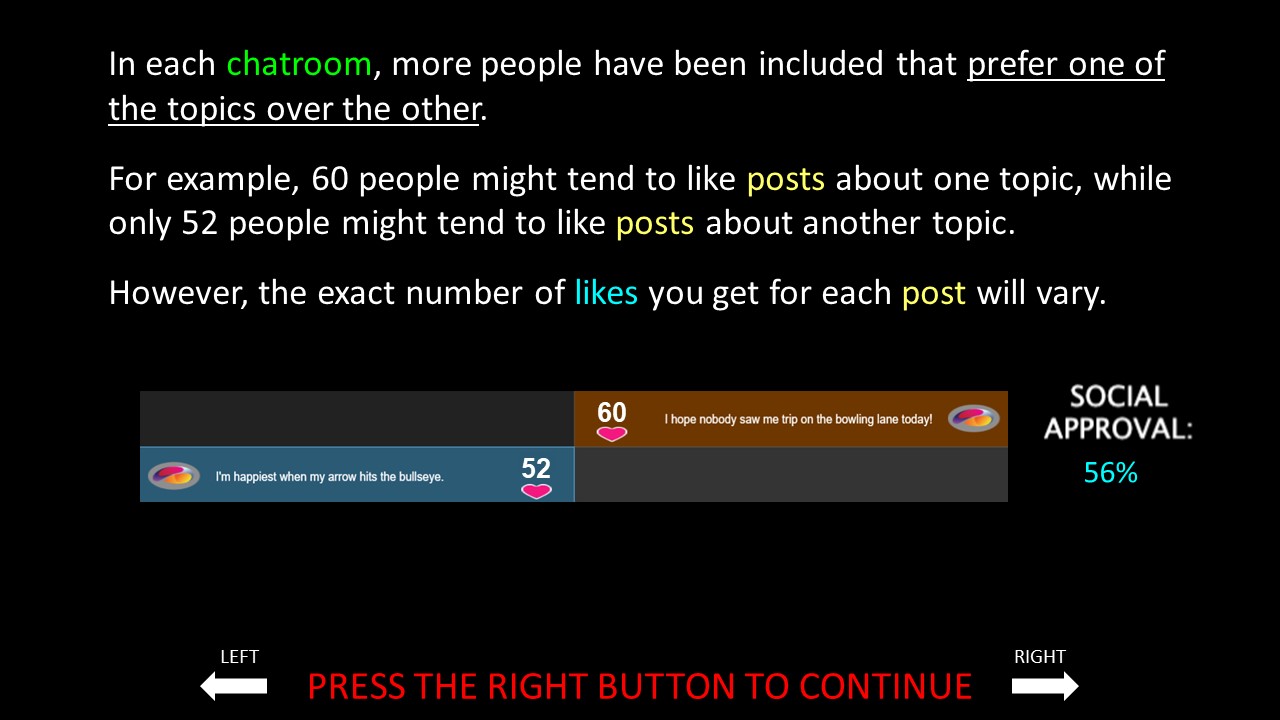 In each chatroom, more people have been included that prefer one of
the topics over the other.
For example, 60 people might tend to like posts about one topic, while
only 52 people might tend to like posts about another topic.
However, the exact number of likes you get for each post will vary.
60 I hope nobody saw me trip on the bowling lane today!
I'm happiest when my arrow hits the bullseye. 52
SOCIAL
APPROVAL:
56%
LEFT
RIGHT
PRESS THE RIGHT BUTTON TO CONTINUE